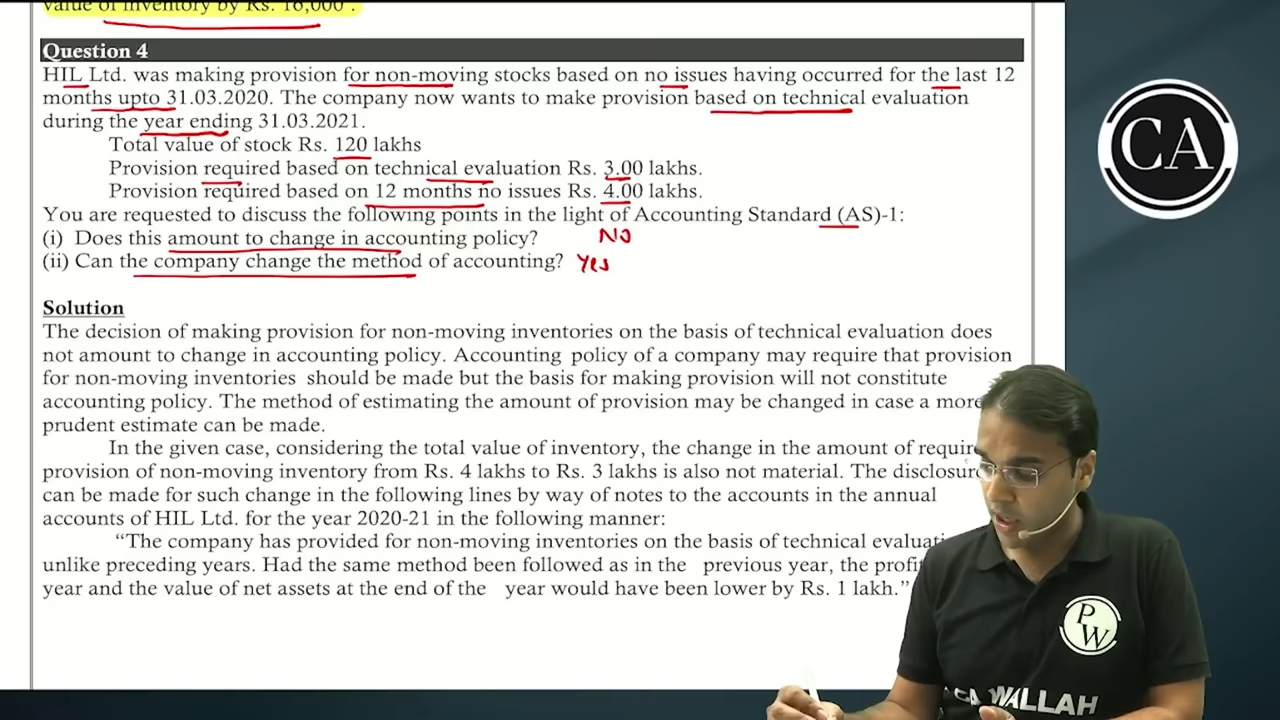 value of inventory by Rs. 16,000".
Question 4
HIL Ltd. was making provision for non-moving stocks based on no issues having occurred for the last 12
months upto 31.03.2020. The company now wants to make provision based on technical evaluation
during the year ending 31.03.2021.
Total value of stock Rs. 120 lakhs
Provision required based on technical evaluation Rs. 3.00 lakhs.
Provision required based on 12 months no issues Rs. 4.00 lakhs.
You are requested to discuss the following points in the light of Accounting Standard (AS)-1:
(i) Does this amount to change in accounting policy? NO
(ii) Can the company change the method of accounting? Yes
Solution
The decision of making provision for non-moving inventories on the basis of technical evaluation does
not amount to change in accounting policy. Accounting policy of a company may require that provision
for non-moving inventories should be made but the basis for making provision will not constitute
accounting policy. The method of estimating the amount of provision may be changed in case a more
prudent estimate can be made.
In the given case, considering the total value of inventory, the change in the amount of
provision of non-moving inventory from Rs. 4 lakhs to Rs. 3 lakhs is also not material. The disclosure
can be made for such change in the following lines by way of notes to the accounts in the annual
accounts of HIL Ltd. for the year 2020-21 in the following manner:
"The company has provided for non-moving inventories on the basis of technical
unlike preceding years. Had the same method been followed as in the previous year, the
year and the value of net assets at the end of the year would have been lower by Rs. 1 lakh."
CA
PW
CA WALLAH